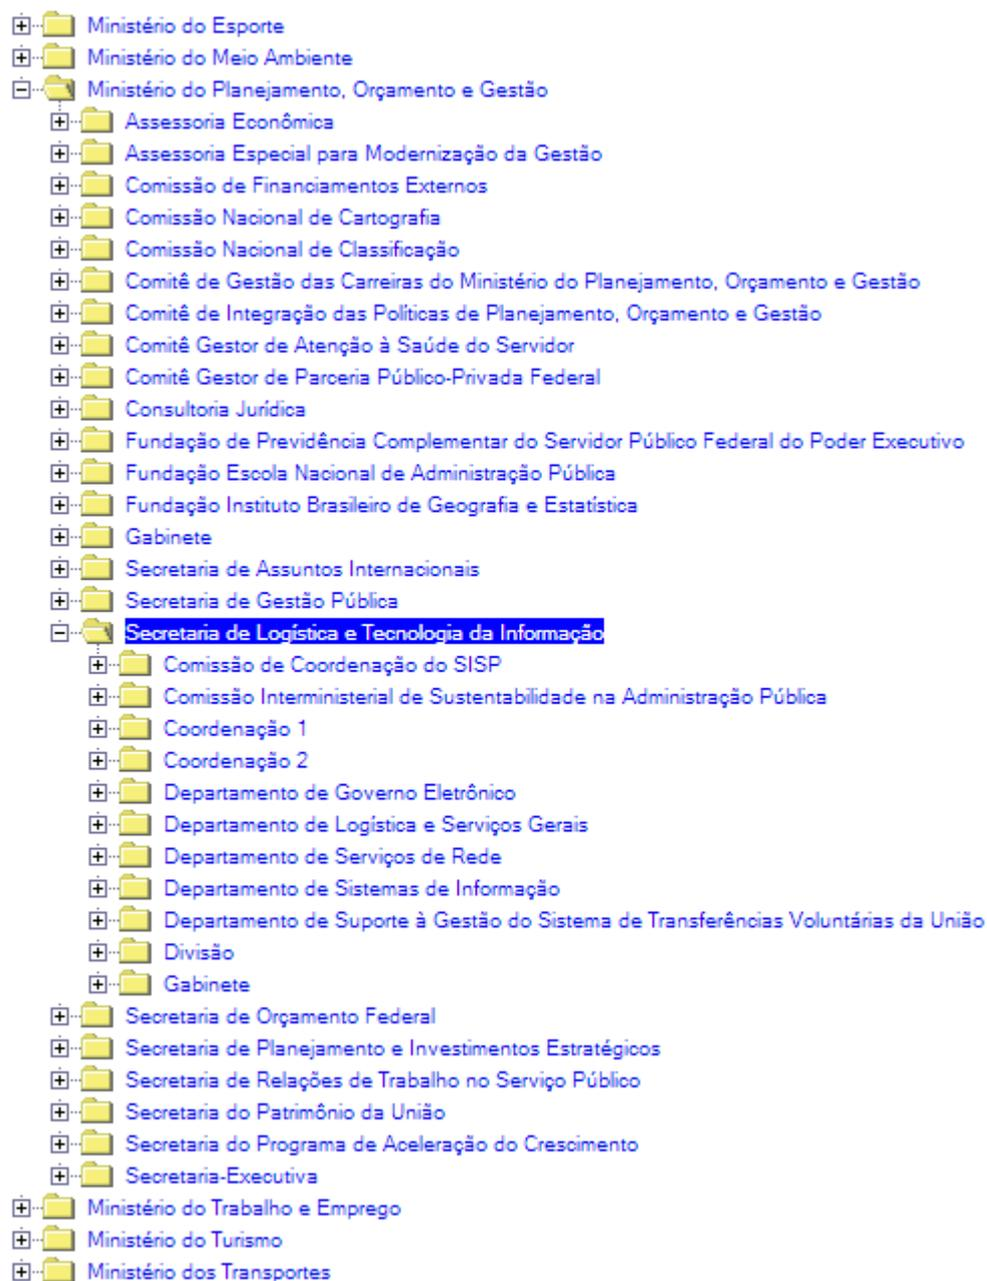 Ministério do Esporte
Ministério do Meio Ambiente
Ministério do Planejamento, Orçamento e Gestão
Assessoria Econômica
Assessoria Especial para Modernização da Gestão
Comissão de Financiamentos Externos
Comissão Nacional de Cartografia
Comissão Nacional de Classificação
Comitê de Gestão das Carreiras do Ministério do Planejamento, Orçamento e Gestão
Comitê de Integração das Políticas de Planejamento, Orçamento e Gestão
Comitê Gestor de Atenção à Saúde do Servidor
Comitê Gestor de Parceria Público-Privada Federal
Consultoria Jurídica
Fundação de Previdência Complementar do Servidor Público Federal do Poder Executivo
Fundação Escola Nacional de Administração Pública
Fundação Instituto Brasileiro de Geografia e Estatística
Gabinete
Secretaria de Assuntos Internacionais
Secretaria de Gestão Pública
Secretaria de Logística e Tecnologia da Informação
Comissão de Coordenação do SISP
Comissão Interministerial de Sustentabilidade na Administração Pública
Coordenação 1
Coordenação 2
Departamento de Governo Eletrônico
Departamento de Logística e Serviços Gerais
Departamento de Serviços de Rede
Departamento de Sistemas de Informação
Departamento de Suporte à Gestão do Sistema de Transferências Voluntárias da União
Divisão
Gabinete
Secretaria de Orçamento Federal
Secretaria de Planejamento e Investimentos Estratégicos
Secretaria de Relações de Trabalho no Serviço Público
Secretaria do Patrimônio da União
Secretaria do Programa de Aceleração do Crescimento
Secretaria-Executiva
Ministério do Trabalho e Emprego
Ministério do Turismo
Ministério dos Transportes